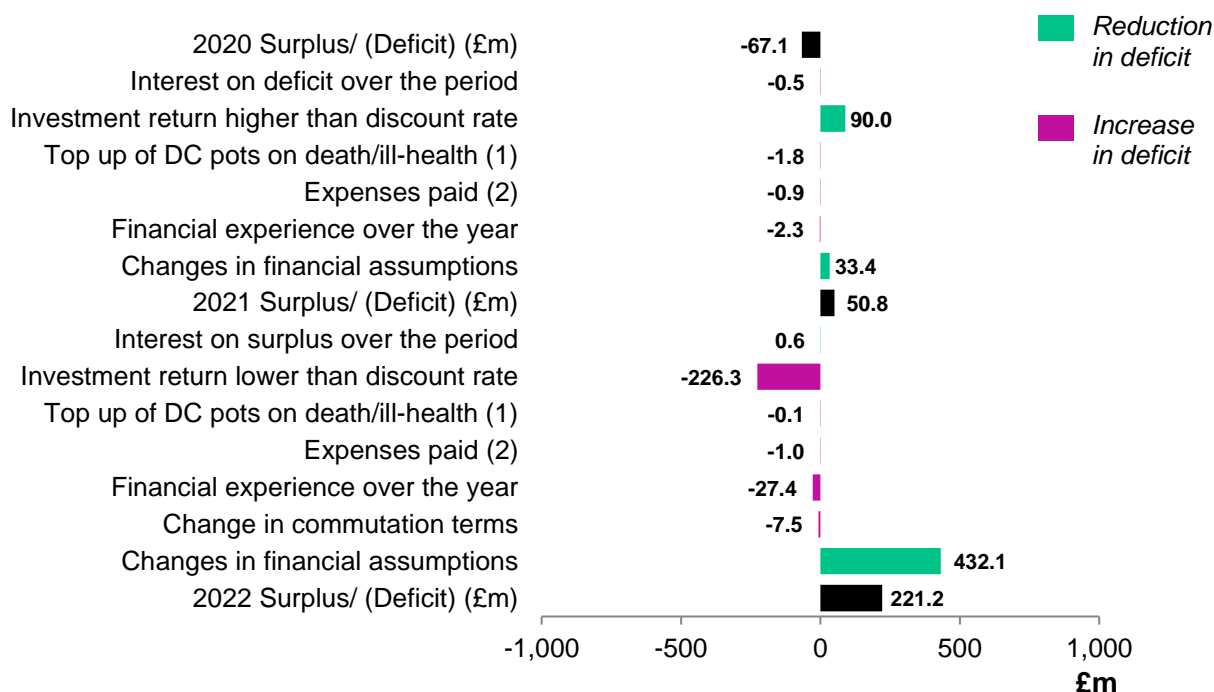 2020 Surplus/ (Deficit) (£m) -67.1
Interest on deficit over the period -0.5
Investment return higher than discount rate 90.0
Top up of DC pots on death/ill-health (1) -1.8
Expenses paid (2) -0.9
Financial experience over the year -2.3
Changes in financial assumptions 33.4
2021 Surplus/ (Deficit) (£m) 50.8
Interest on surplus over the period 0.6
Investment return lower than discount rate -226.3
Top up of DC pots on death/ill-health (1) -0.1
Expenses paid (2) -1.0
Financial experience over the year -27.4
Change in commutation terms -7.5
Changes in financial assumptions 432.1
2022 Surplus/ (Deficit) (£m) 221.2
-1,000 -500 0 500 1,000
£m
Reduction
in deficit
Increase
in deficit